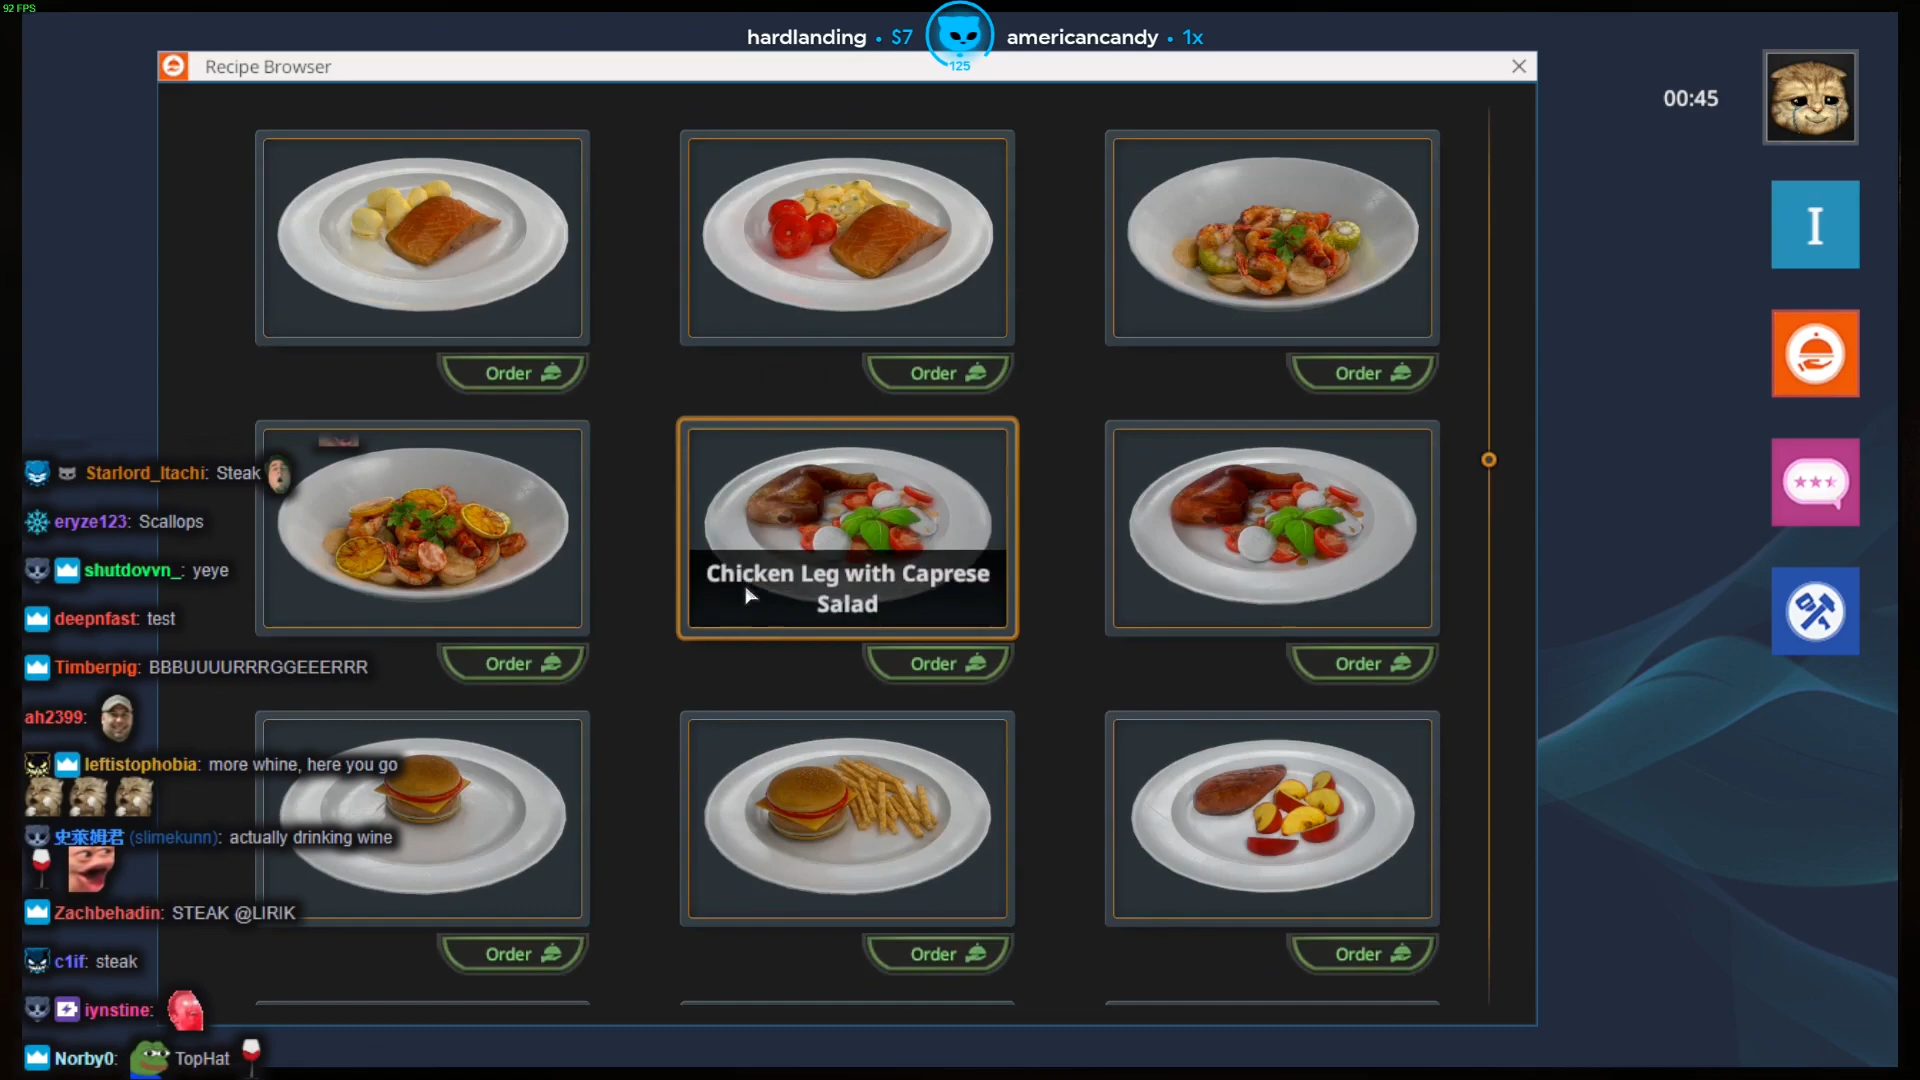 92 FPS
hardlanding • $7
125
americancandy • 1x
Recipe Browser
00:45
I
Order
Order
Order
Starlord_Itachi: Steak
eryze123: Scallops
shutdovvn_: yeye
deepnfast: test
Timberpig: BBBUUUURRRGGEEERRR
ah2399:
leftistophobia: more whine, here you go
史萊姆君 (slimekunn): actually drinking wine
Zachbehadin: STEAK @LIRIK
c1if: steak
iynstine:
Norby0: TopHat
Chicken Leg with Caprese
Salad
Order
Order
Order
Order
Order
Order